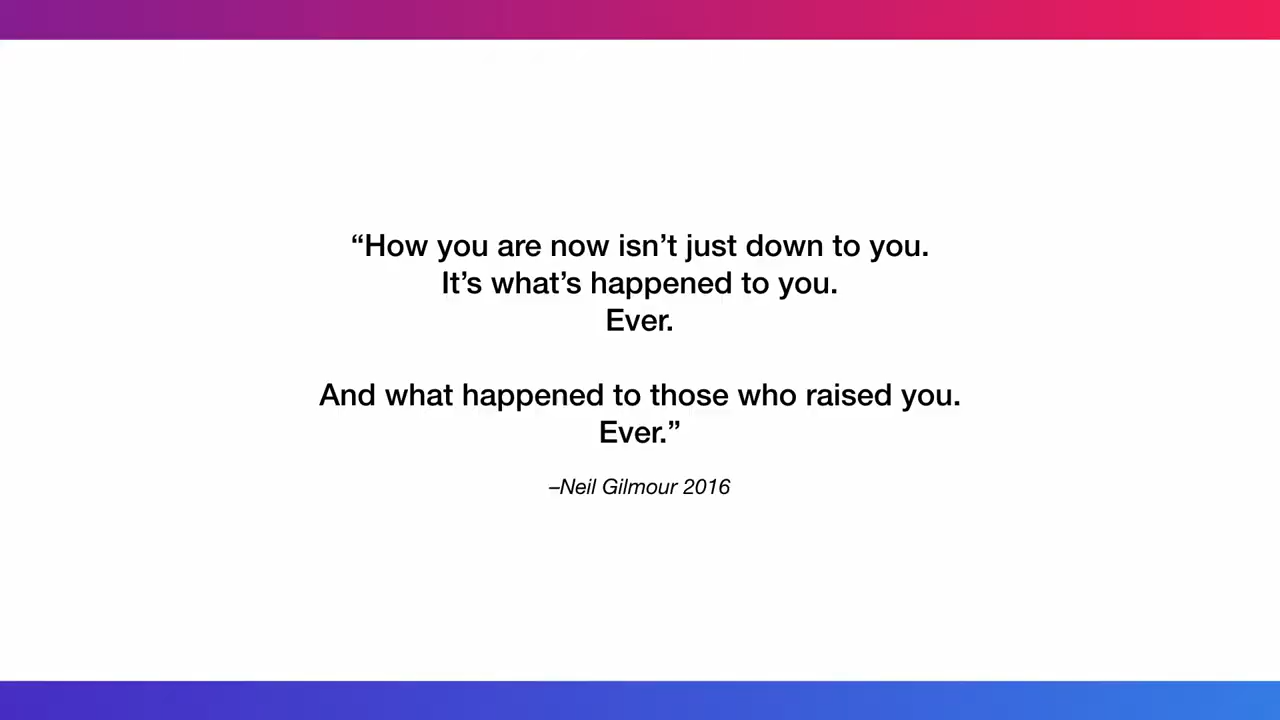 “How you are now isn’t just down to you.
It’s what’s happened to you.
Ever.
And what happened to those who raised you.
Ever.”
–Neil Gilmour 2016